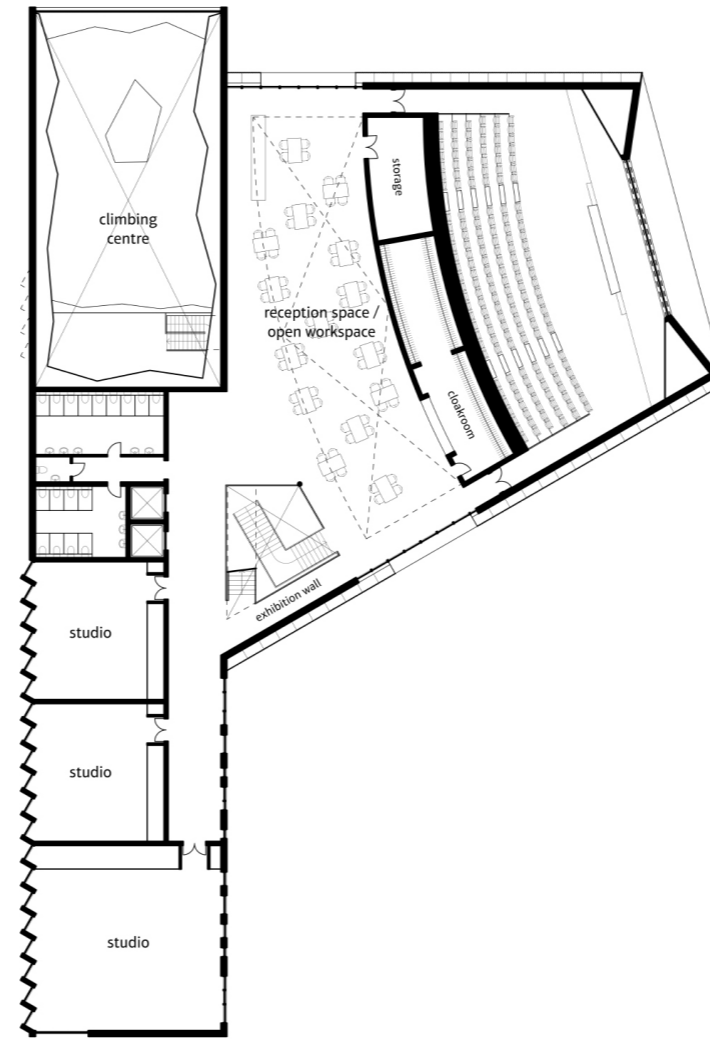 climbing
centre
storage
reception space /
open workspace
cloakroom
exhibition wall
studio
studio
studio